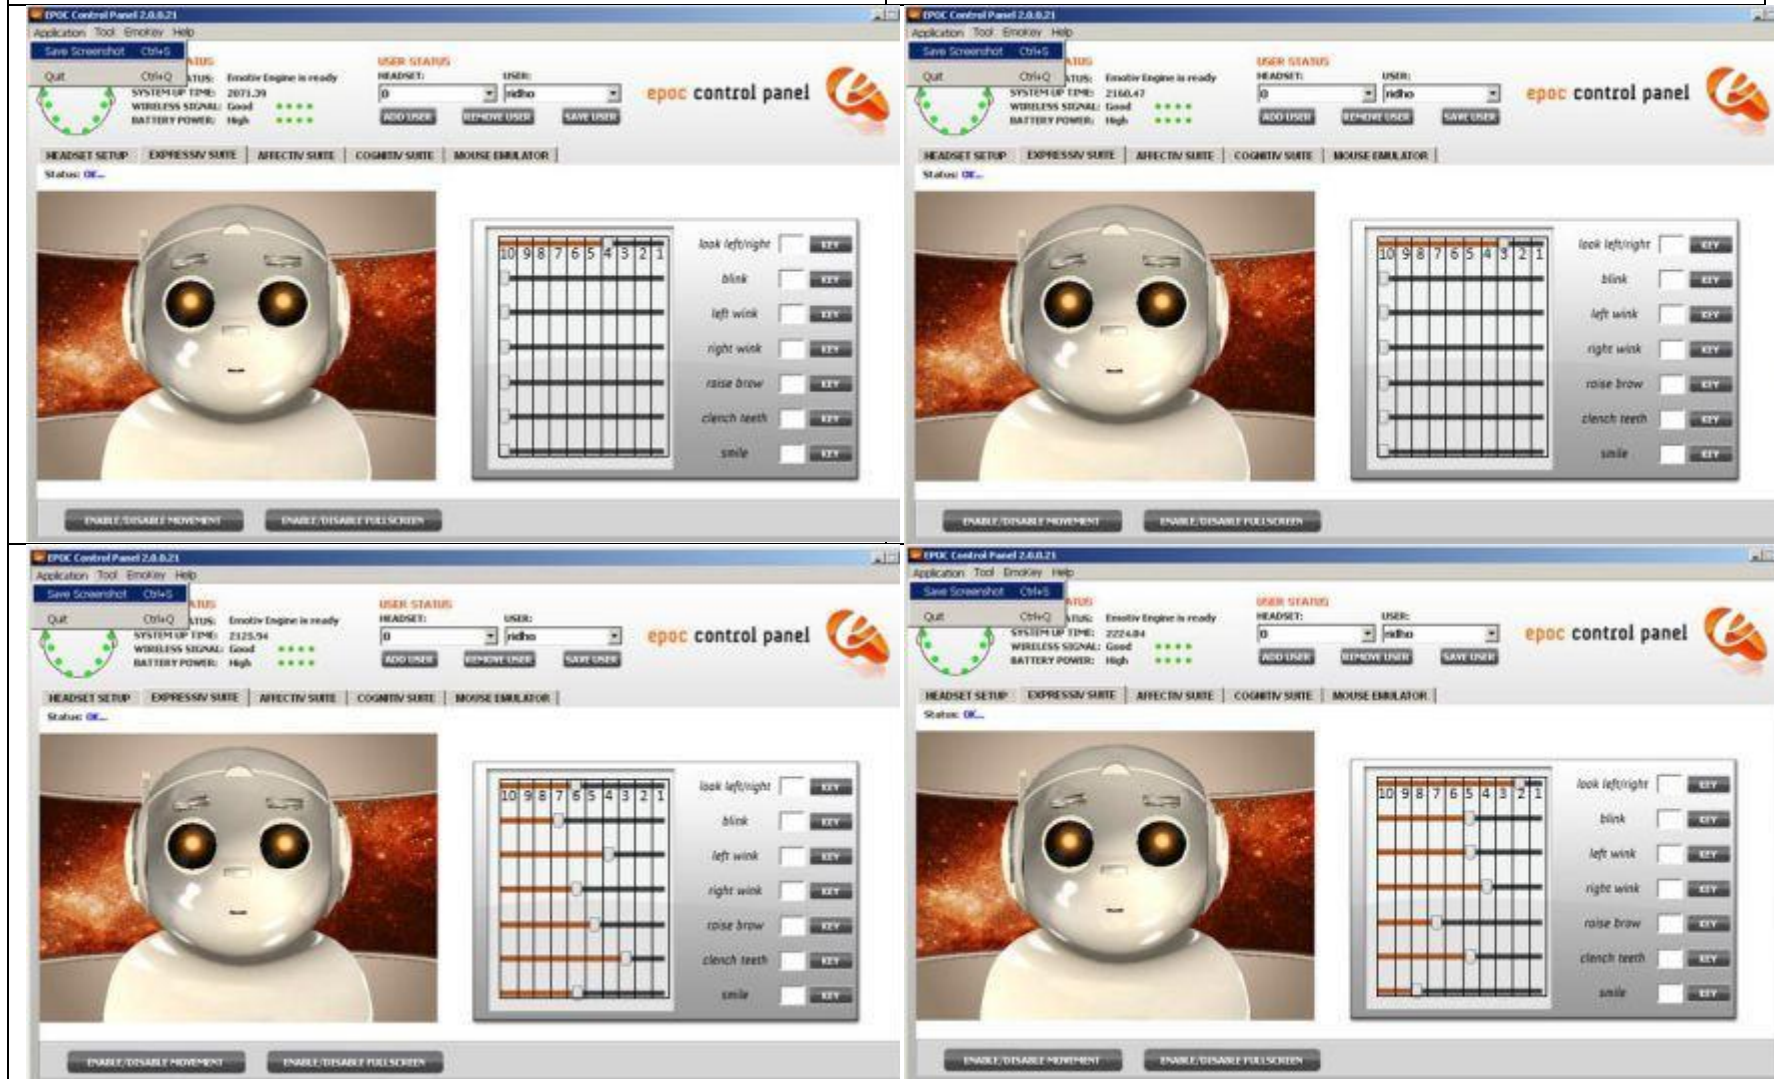 EPOC Control Panel 2.0.0.21
Application Tool EmoKey Help
Save Screenshot Ctrl+S
Quit Ctrl+Q
ATUS
ATUS: Emotiv Engine is ready
SYSTEM UP TIME: 2071.39
WIRELESS SIGNAL: Good
BATTERY POWER: High
USER STATUS
HEADSET: USER:
0 ridho
ADD USER REMOVE USER SAVE USER
epoc control panel
HEADSET SETUP EXPRESSIV SUITE AFFECTIV SUITE COGNITIV SUITE MOUSE EMULATOR
Status: OK...
10 9 8 7 6 5 4 3 2 1
look left/right KEY
blink KEY
left wink KEY
right wink KEY
raise brow KEY
clench teeth KEY
smile KEY
ENABLE/DISABLE MOVEMENT ENABLE/DISABLE FULLSCREEN
EPOC Control Panel 2.0.0.21
Application Tool EmoKey Help
Save Screenshot Ctrl+S
Quit Ctrl+Q
ATUS
ATUS: Emotiv Engine is ready
SYSTEM UP TIME: 2160.47
WIRELESS SIGNAL: Good
BATTERY POWER: High
USER STATUS
HEADSET: USER:
0 ridho
ADD USER REMOVE USER SAVE USER
epoc control panel
HEADSET SETUP EXPRESSIV SUITE AFFECTIV SUITE COGNITIV SUITE MOUSE EMULATOR
Status: OK...
10 9 8 7 6 5 4 3 2 1
look left/right KEY
blink KEY
left wink KEY
right wink KEY
raise brow KEY
clench teeth KEY
smile KEY
ENABLE/DISABLE MOVEMENT ENABLE/DISABLE FULLSCREEN
EPOC Control Panel 2.0.0.21
Application Tool EmoKey Help
Save Screenshot Ctrl+S
Quit Ctrl+Q
ATUS
ATUS: Emotiv Engine is ready
SYSTEM UP TIME: 2125.94
WIRELESS SIGNAL: Good
BATTERY POWER: High
USER STATUS
HEADSET: USER:
0 ridho
ADD USER REMOVE USER SAVE USER
epoc control panel
HEADSET SETUP EXPRESSIV SUITE AFFECTIV SUITE COGNITIV SUITE MOUSE EMULATOR
Status: OK...
10 9 8 7 6 5 4 3 2 1
look left/right KEY
blink KEY
left wink KEY
right wink KEY
raise brow KEY
clench teeth KEY
smile KEY
ENABLE/DISABLE MOVEMENT ENABLE/DISABLE FULLSCREEN
EPOC Control Panel 2.0.0.21
Application Tool EmoKey Help
Save Screenshot Ctrl+S
Quit Ctrl+Q
ATUS
ATUS: Emotiv Engine is ready
SYSTEM UP TIME: 2224.84
WIRELESS SIGNAL: Good
BATTERY POWER: High
USER STATUS
HEADSET: USER:
0 ridho
ADD USER REMOVE USER SAVE USER
epoc control panel
HEADSET SETUP EXPRESSIV SUITE AFFECTIV SUITE COGNITIV SUITE MOUSE EMULATOR
Status: OK...
10 9 8 7 6 5 4 3 2 1
look left/right KEY
blink KEY
left wink KEY
right wink KEY
raise brow KEY
clench teeth KEY
smile KEY
ENABLE/DISABLE MOVEMENT ENABLE/DISABLE FULLSCREEN